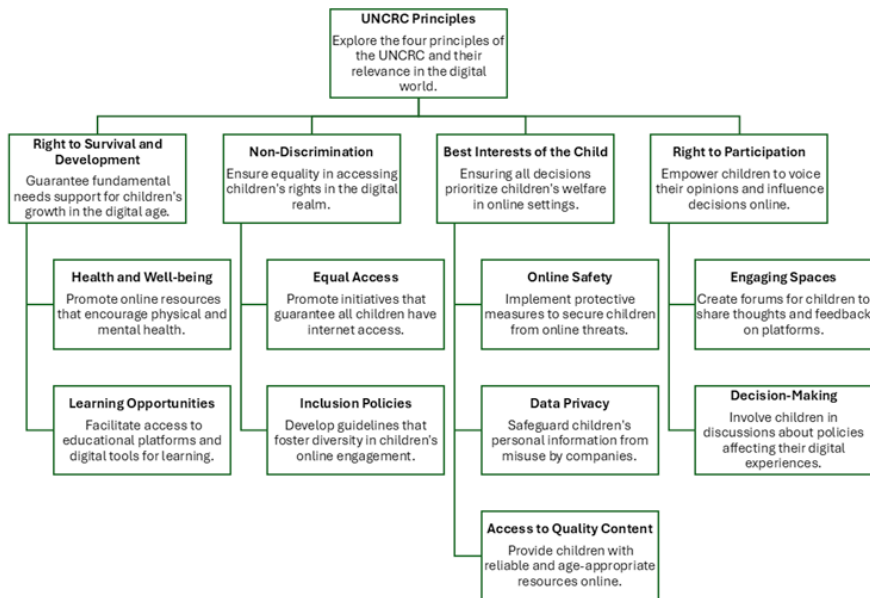 UNCRC Principles
Explore the four principles of
the UNCRC and their
relevance in the digital
world.
Right to Survival and
Development
Guarantee fundamental
needs support for children's
growth in the digital age.
Non-Discrimination
Ensure equality in accessing
children's rights in the digital
realm.
Best Interests of the Child
Ensuring all decisions
prioritize children's welfare
in online settings.
Right to Participation
Empower children to voice
their opinions and influence
decisions online.
Health and Well-being
Promote online resources
that encourage physical and
mental health.
Equal Access
Promote initiatives that
guarantee all children have
internet access.
Online Safety
Implement protective
measures to secure children
from online threats.
Engaging Spaces
Create forums for children to
share thoughts and feedback
on platforms.
Learning Opportunities
Facilitate access to
educational platforms and
digital tools for learning.
Inclusion Policies
Develop guidelines that
foster diversity in children's
online engagement.
Data Privacy
Safeguard children's
personal information from
misuse by companies.
Decision-Making
Involve children in
discussions about policies
affecting their digital
experiences.
Access to Quality Content
Provide children with
reliable and age-appropriate
resources online.